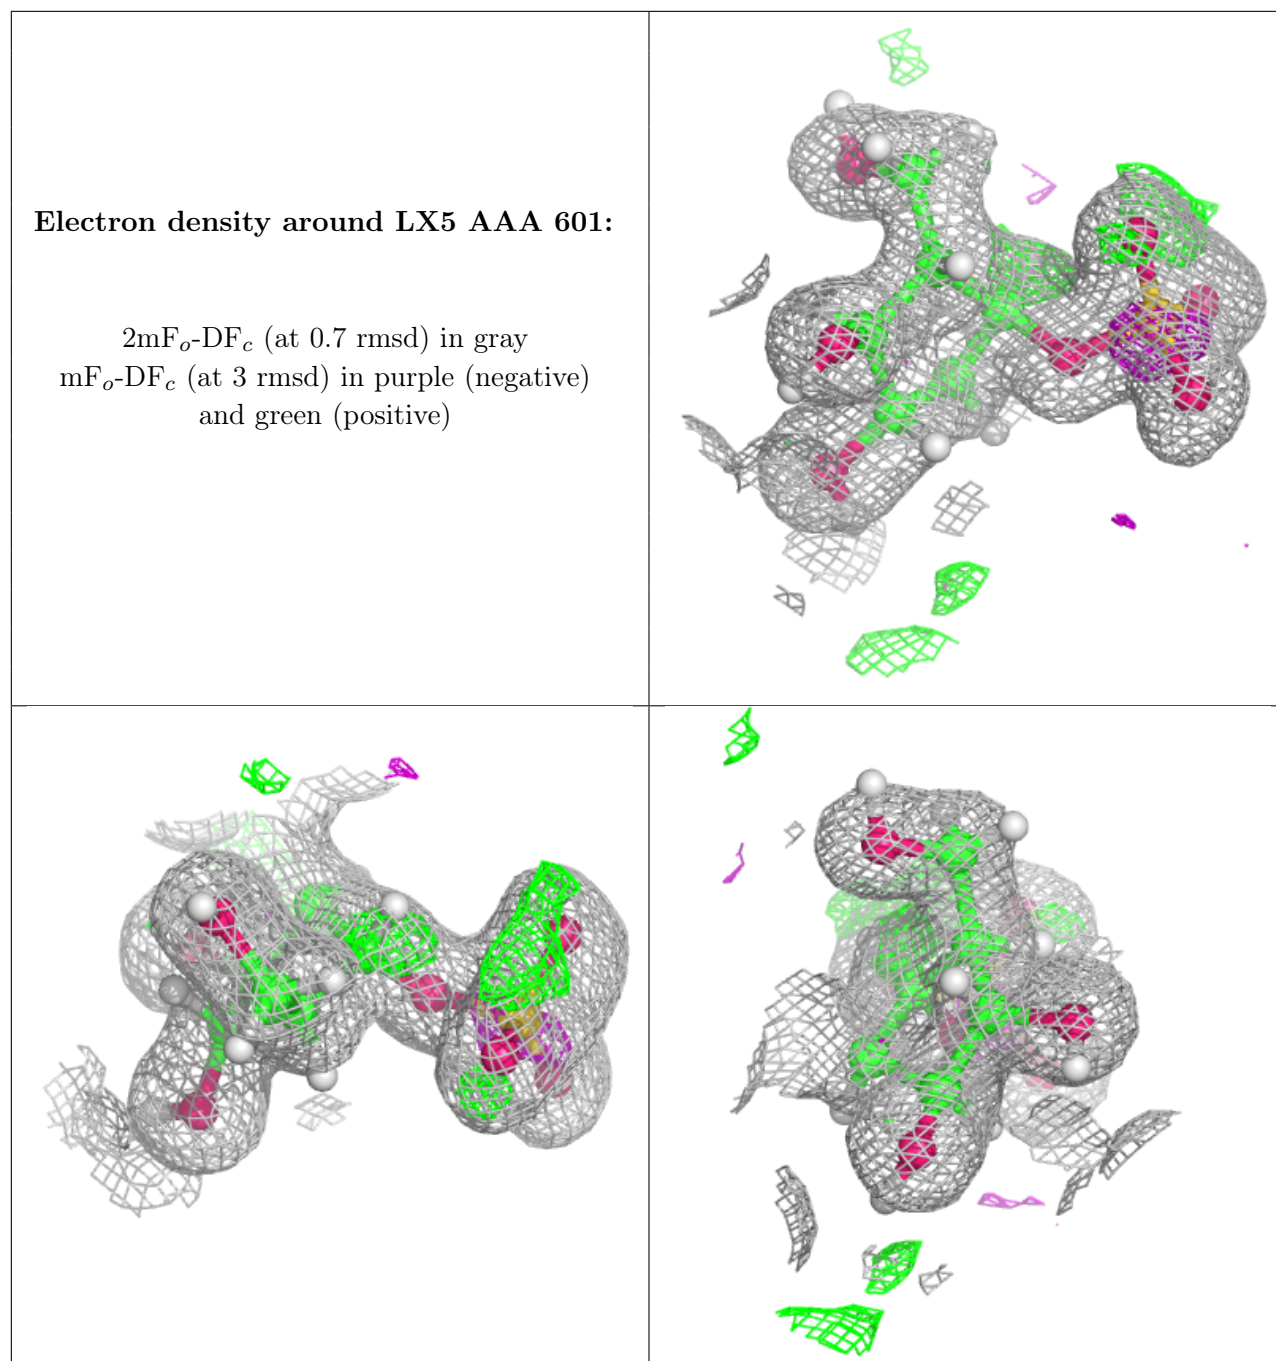 Electron density around LX5 AAA 601:
2mFₒ-DF𝑐 (at 0.7 rmsd) in gray
mFₒ-DF𝑐 (at 3 rmsd) in purple (negative)
and green (positive)